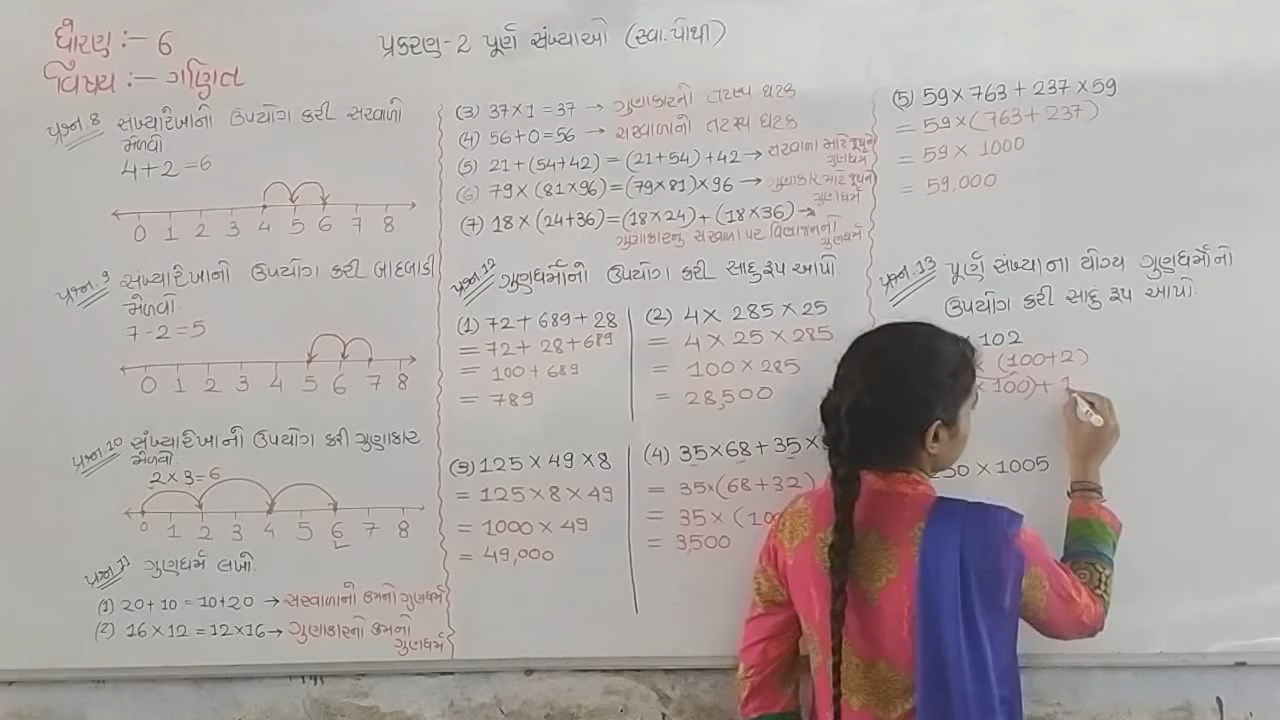 ધોરણ :- 6
વિષય :- ગણિત
પ્રકરણ-2 પૂર્ણ સંખ્યાઓ (સ્વા.પોથી)
પ્રશ્ન.8 સંખ્યારેખાનો ઉપયોગ કરી સરવાળો
મેળવો.
4+2=6
0 1 2 3 4 5 6 7 8
પ્રશ્ન.9 સંખ્યારેખાનો ઉપયોગ કરી બાદબાકી
મેળવો.
7-2=5
0 1 2 3 4 5 6 7 8
પ્રશ્ન.10 સંખ્યારેખાનો ઉપયોગ કરી ગુણાકાર
મેળવો.
2×3=6
0 1 2 3 4 5 6 7 8
પ્રશ્ન.11 ગુણધર્મ લખો.
(1) 20+10=10+20 → સરવાળાનો ક્રમનો ગુણધર્મ
(2) 16×12=12×16 → ગુણાકારનો ક્રમનો
ગુણધર્મ
(3) 37×1=37 → ગુણાકારનો તટસ્થ ઘટક
(4) 56+0=56 → સરવાળાનો તટસ્થ ઘટક
(5) 21+(54+42)=(21+54)+42 → સરવાળા માટે જૂથનો
ગુણધર્મ
(6) 79×(81×96)=(79×81)×96 → ગુણાકાર માટે જૂથનો
ગુણધર્મ
(7) 18×(24+36)=(18×24)+(18×36) →
ગુણાકારનું સરવાળા પર વિભાજનનો
ગુણધર્મ
પ્રશ્ન.12 ગુણધર્મોનો ઉપયોગ કરી સાદુ રૂપ આપો.
(1) 72+689+28
=72+28+689
=100+689
=789
(2) 4×285×25
=4×25×285
=100×285
=28,500
(3) 125×49×8
=125×8×49
=1000×49
=49,000
(4) 35×68+35×
=35×(68+32)
=35×(100
=3,500
(5) 59×763+237×59
=59×(763+237)
=59×1000
=59,000
પ્રશ્ન.13 પૂર્ણ સંખ્યાના યોગ્ય ગુણધર્મોનો
ઉપયોગ કરી સાદું રૂપ આપો.
×102
×(100+2)
×100)+
50×1005